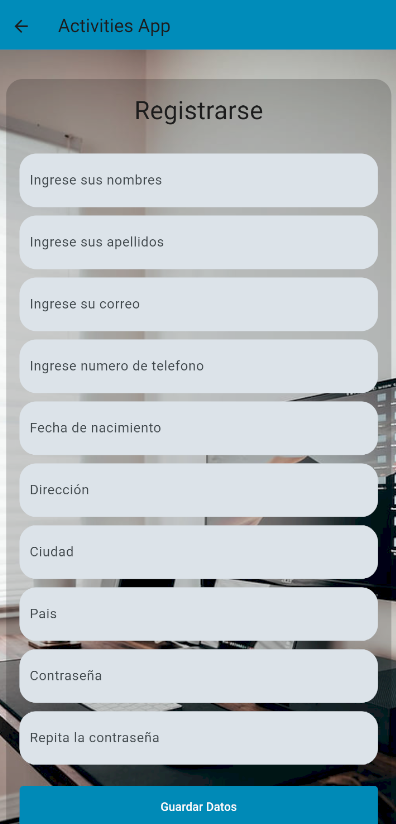 Activities App
Registrarse
Ingrese sus nombres
Ingrese sus apellidos
Ingrese su correo
Ingrese numero de telefono
Fecha de nacimiento
Dirección
Ciudad
Pais
Contraseña
Repita la contraseña
Guardar Datos